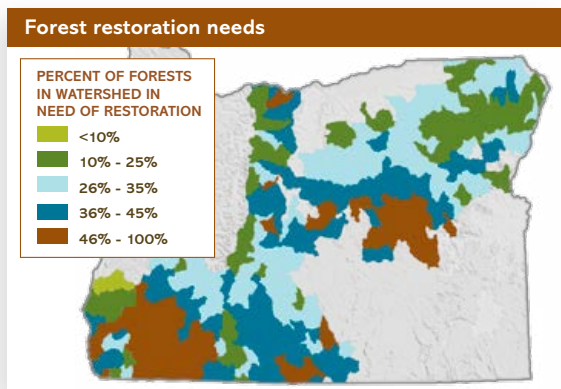 Forest restoration needs
PERCENT OF FORESTS
IN WATERSHED IN
NEED OF RESTORATION
<10%
10% - 25%
26% - 35%
36% - 45%
46% - 100%